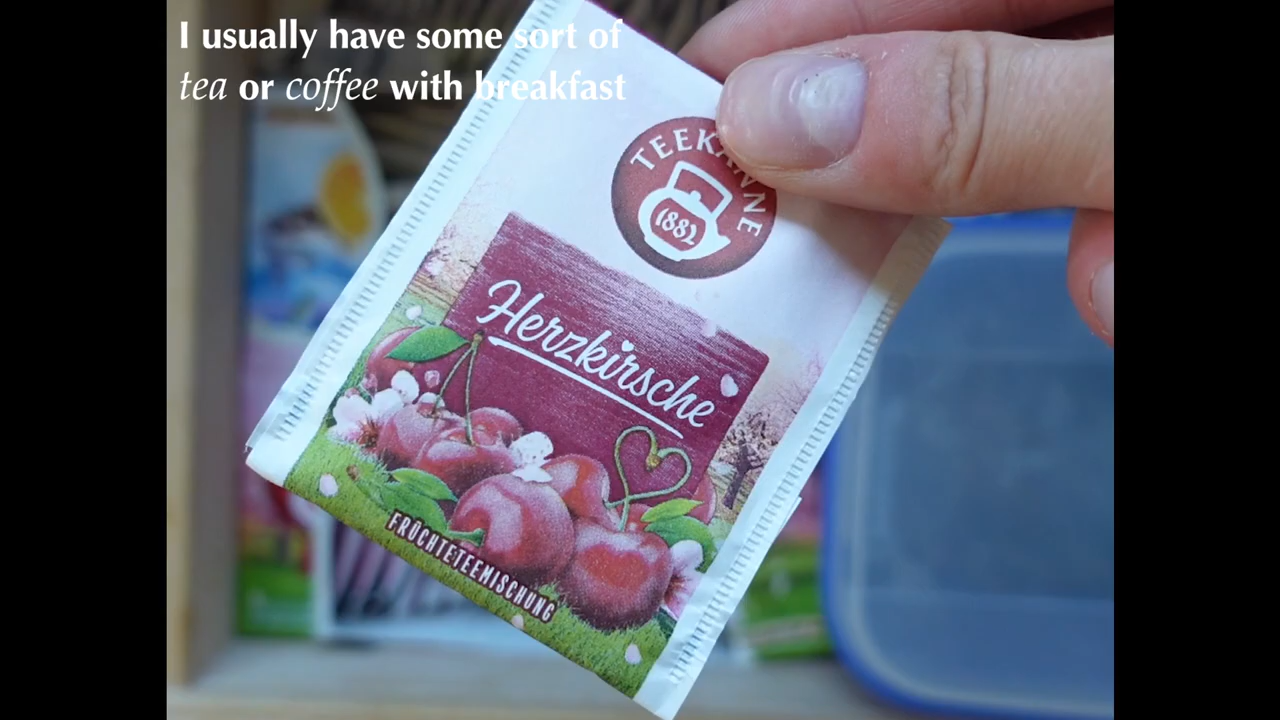 I usually have some sort of
tea or coffee with breakfast
TEEKANNE
1882
Herzkirsche
FRÜCHTETEEMISCHUNG